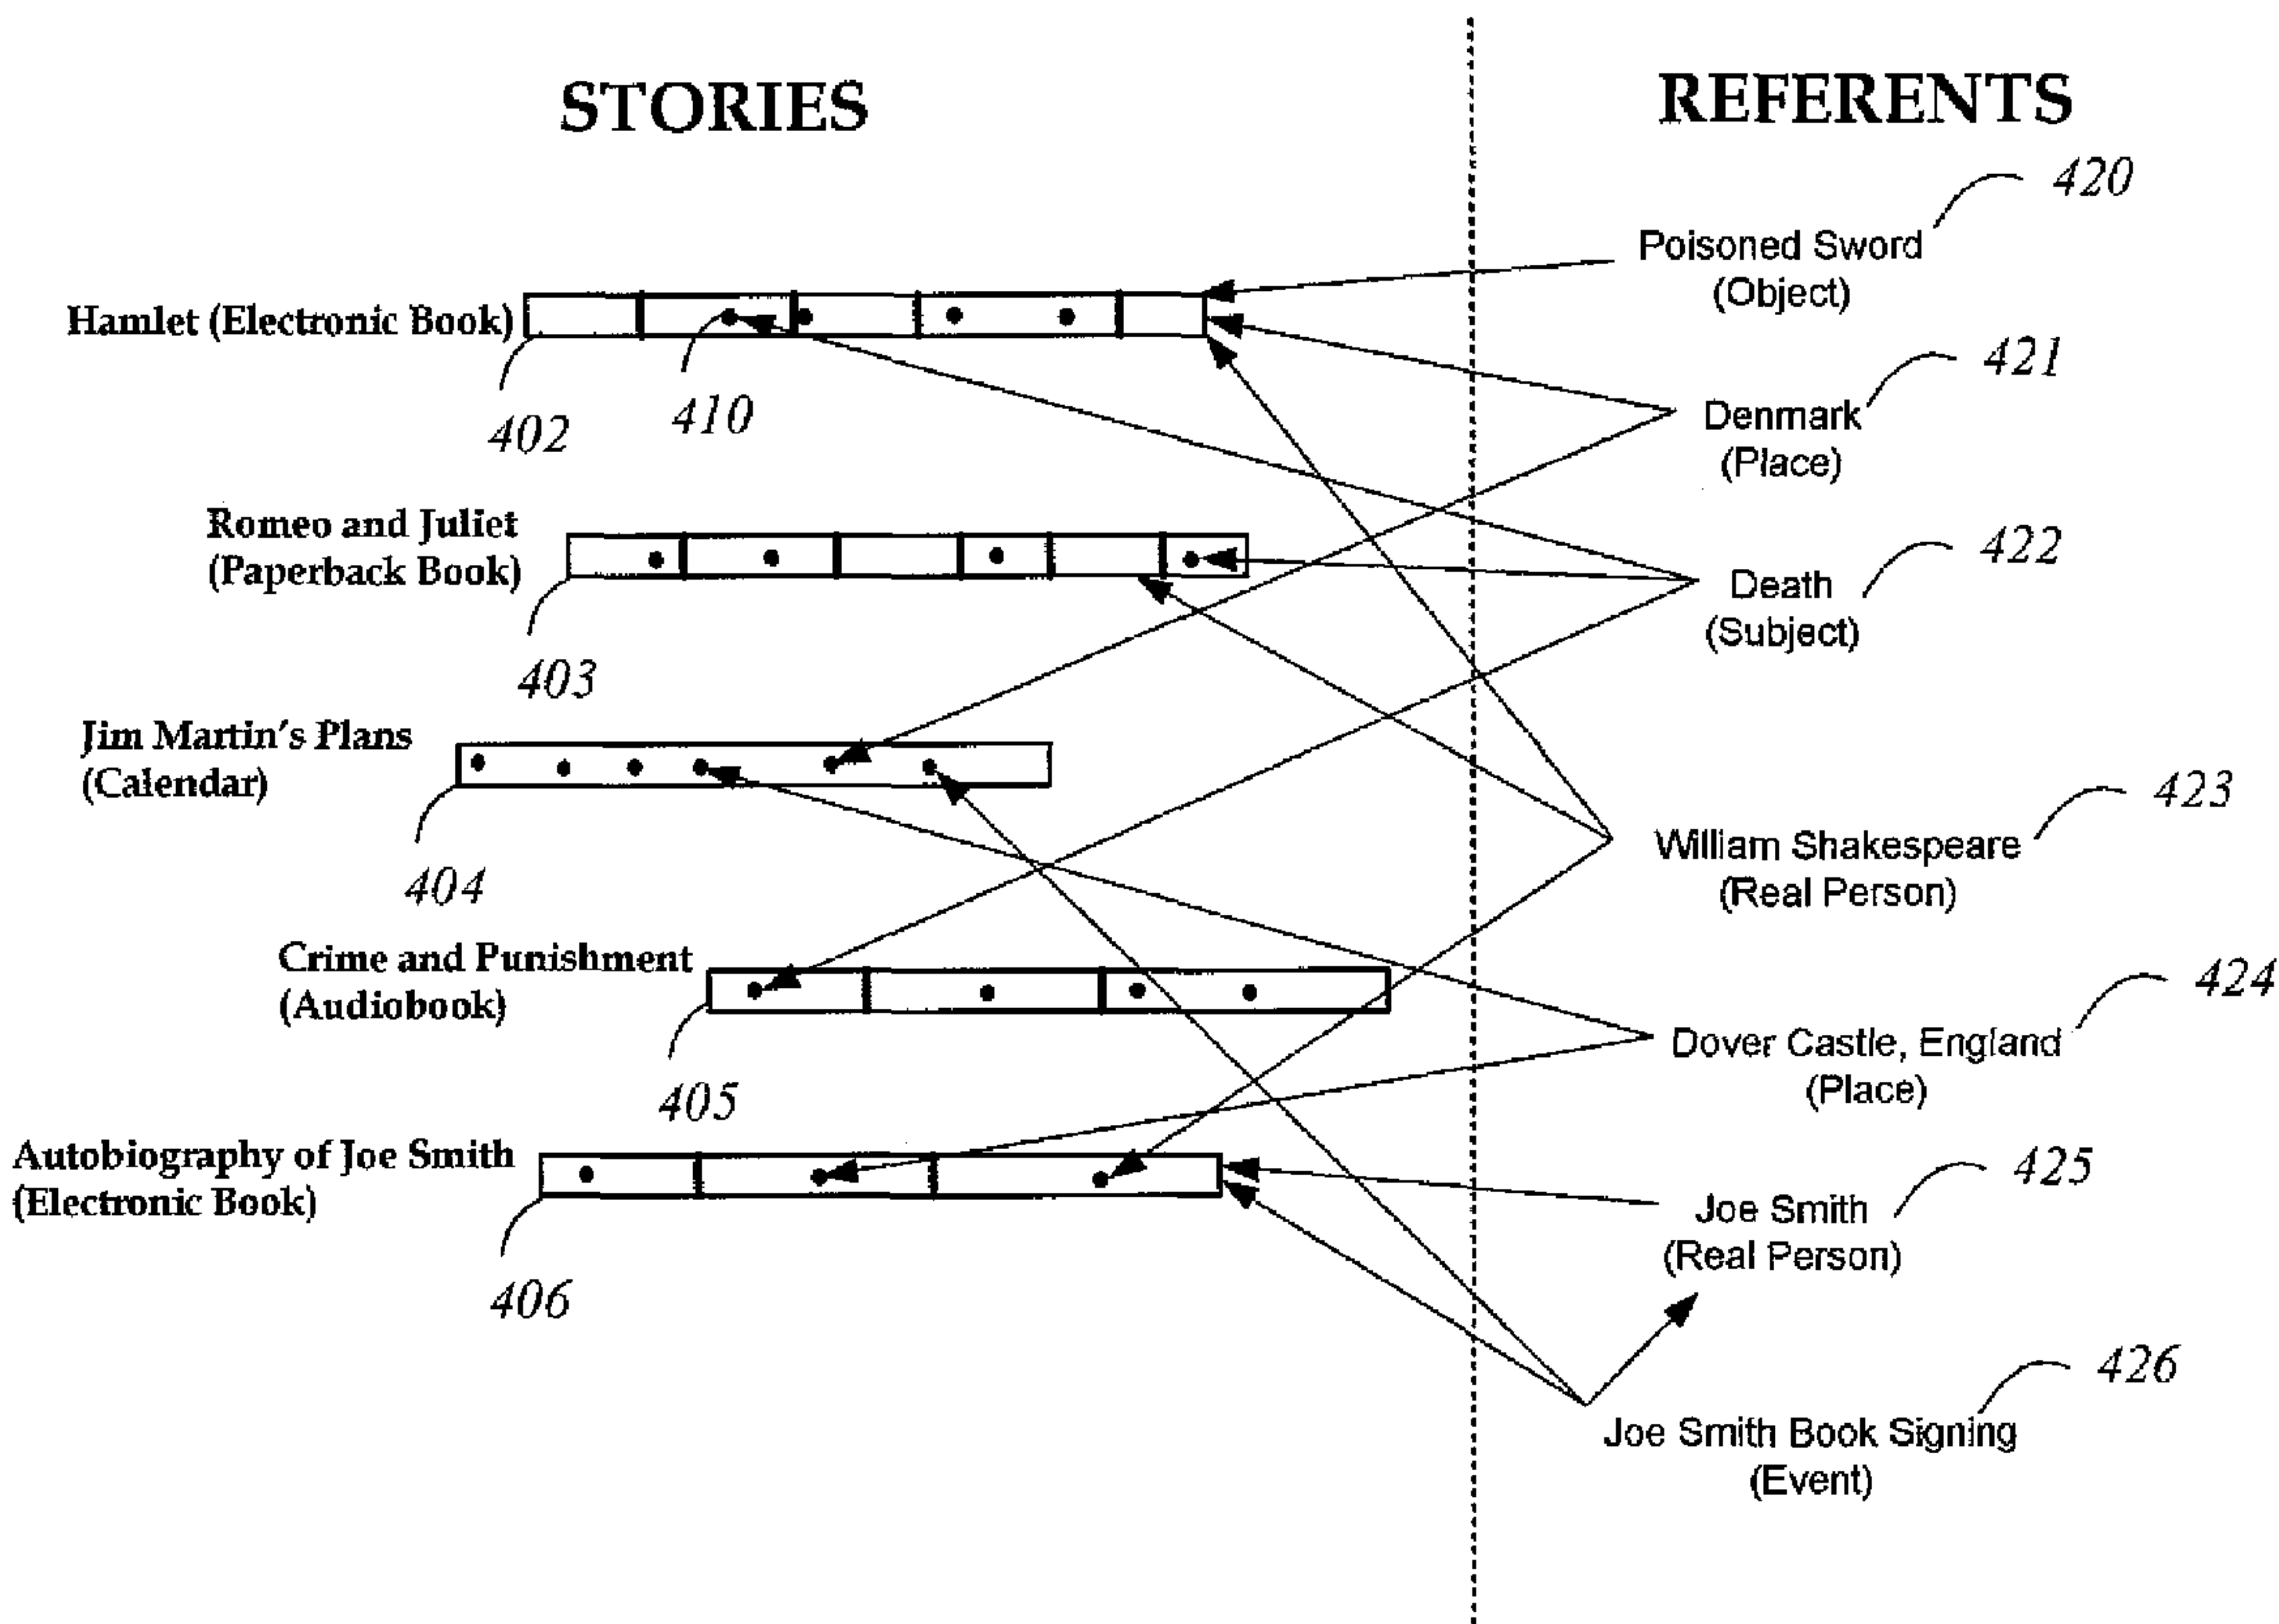 STORIES
REFERENTS
420
Poisoned Sword
(Object)
Hamlet (Electronic Book)
402
410
421
Denmark
(Place)
Romeo and Juliet
(Paperback Book)
403
422
Death
(Subject)
Jim Martin's Plans
(Calendar)
404
423
William Shakespeare
(Real Person)
Crime and Punishment
(Audiobook)
405
424
Dover Castle, England
(Place)
Autobiography of Joe Smith
(Electronic Book)
406
425
Joe Smith
(Real Person)
426
Joe Smith Book Signing
(Event)